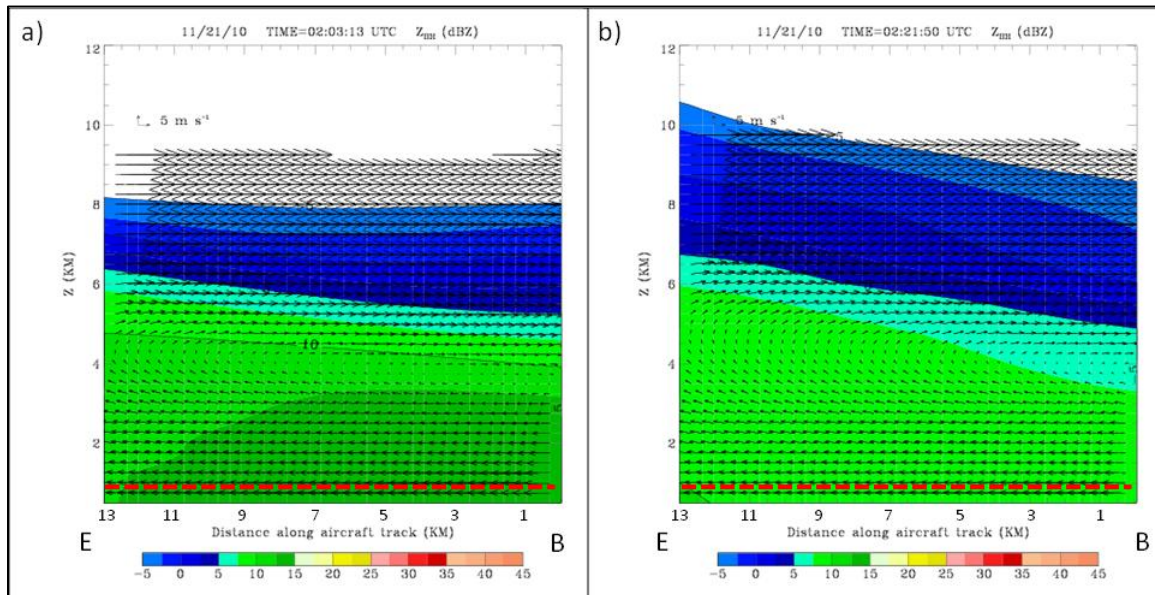 a)
11/21/10 TIME=02:03:13 UTC Z_HH (dBZ)
12
10
8
6
4
2
Z (KM)
5 m s⁻¹
10
13 11 9 7 5 3 1
Distance along aircraft track (KM)
E B
-5 0 5 10 15 20 25 30 35 40 45
b)
11/21/10 TIME=02:21:50 UTC Z_HH (dBZ)
12
10
8
6
4
2
Z (KM)
5 m s⁻¹
13 11 9 7 5 3 1
Distance along aircraft track (KM)
E B
-5 0 5 10 15 20 25 30 35 40 45